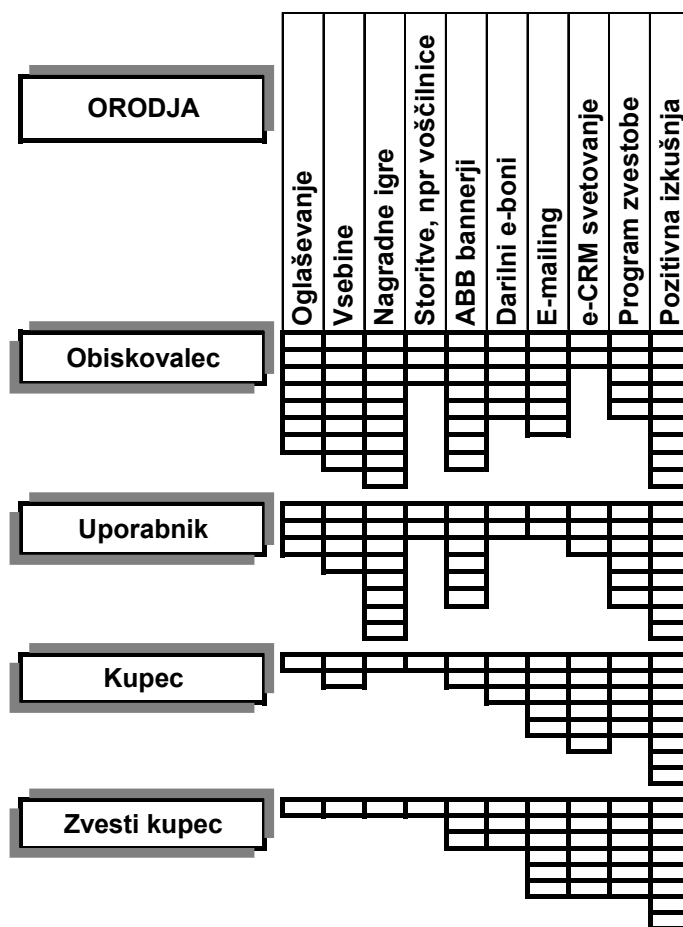 ORODJA
Oglaševanje
Vsebine
Nagradne igre
Storitve, npr voščilnice
ABB bannerji
Darilni e-boni
E-mailing
e-CRM svetovanje
Program zvestobe
Pozitivna izkušnja
Obiskovalec
Uporabnik
Kupec
Zvesti kupec